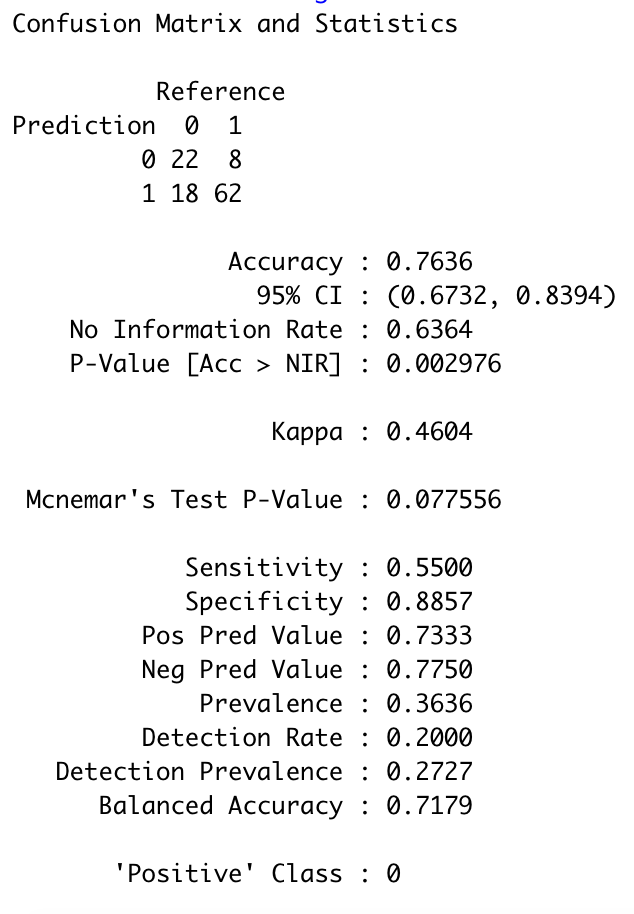 Confusion Matrix and Statistics
Reference
Prediction 0 1
0 22 8
1 18 62
Accuracy : 0.7636
95% CI : (0.6732, 0.8394)
No Information Rate : 0.6364
P-Value [Acc > NIR] : 0.002976
Kappa : 0.4604
Mcnemar's Test P-Value : 0.077556
Sensitivity : 0.5500
Specificity : 0.8857
Pos Pred Value : 0.7333
Neg Pred Value : 0.7750
Prevalence : 0.3636
Detection Rate : 0.2000
Detection Prevalence : 0.2727
Balanced Accuracy : 0.7179
'Positive' Class : 0